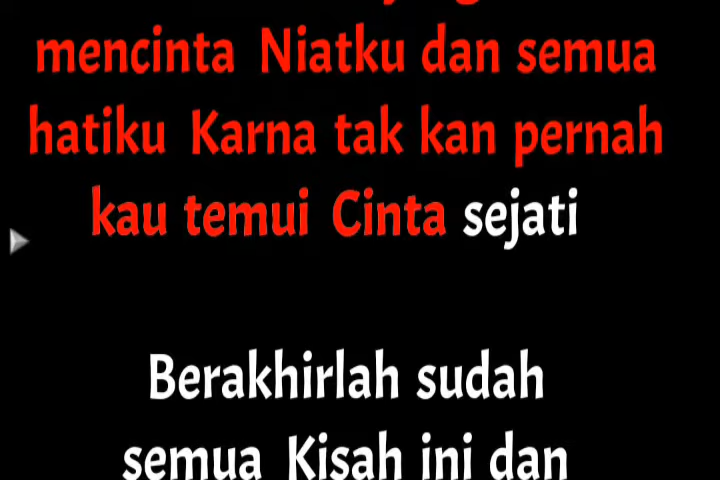 mencinta Niatku dan semua
hatiku Karna tak kan pernah
kau temui Cinta sejati
Berakhirlah sudah
semua Kisah ini dan